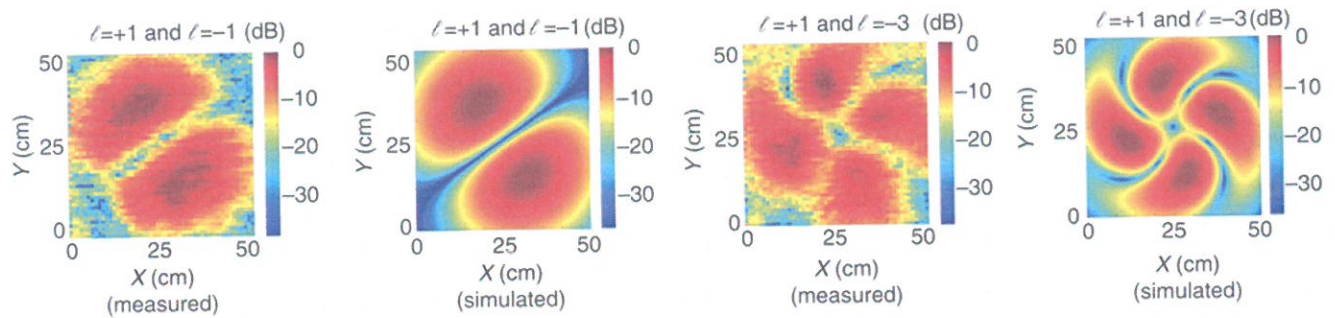 ℓ=+1 and ℓ=−1 (dB)
50
25
0
0
25
50
Y (cm)
X (cm)
(measured)
0
−10
−20
−30
ℓ=+1 and ℓ=−1 (dB)
50
25
0
0
25
50
Y (cm)
X (cm)
(simulated)
0
−10
−20
−30
ℓ=+1 and ℓ=−3 (dB)
50
25
0
0
25
50
Y (cm)
X (cm)
(measured)
0
−10
−20
−30
ℓ=+1 and ℓ=−3(dB)
50
25
0
0
25
50
Y (cm)
X (cm)
(simulated)
0
−10
−20
−30